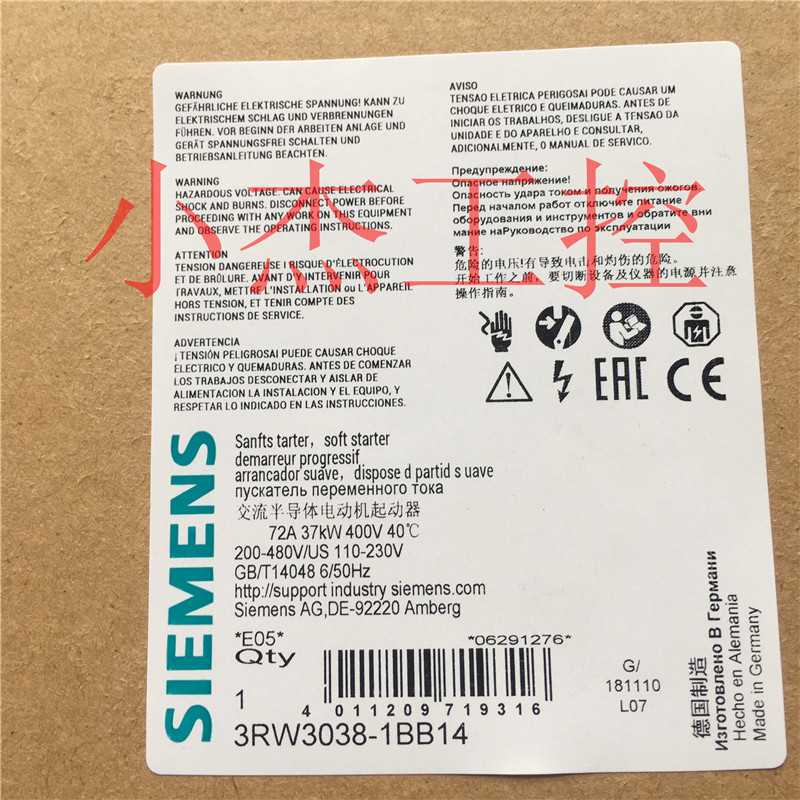 WARNUNG
GEFÄHRLICHE ELEKTRISCHE SPANNUNG! KANN ZU
ELEKTRISCHEM SCHLAG UND VERBRENNUNGEN
FÜHREN. VOR BEGINN DER ARBEITEN ANLAGE UND
GERÄT SPANNUNGSFREI SCHALTEN UND
BETRIEBSANLEITUNG BEACHTEN.
WARNING
HAZARDOUS VOLTAGE. CAN CAUSE ELECTRICAL
SHOCK AND BURNS. DISCONNECT POWER BEFORE
PROCEEDING WITH ANY WORK ON THIS EQUIPMENT
AND OBSERVE THE OPERATING INSTRUCTIONS.
ATTENTION
TENSION DANGEREUSE ! RISQUE D'ÉLECTROCUTION
ET DE BRÛLURE. AVANT D'INTERVENIR POUR
TRAVAUX, METTRE L'INSTALLATION ou L'APPAREIL
HORS TENSION, ET TENIR COMPTE DES
INSTRUCTIONS DE SERVICE.
ADVERTENCIA
¡TENSIÓN PELIGROSAI PUEDE CAUSAR CHOQUE
ELECTRICO Y QUEMADURAS. ANTES DE COMENZAR
LOS TRABAJOS DESCONECTAR Y AISLAR DE
ALIMENTACION LA INSTALACION Y EL EQUIPO, Y
RESPETAR LO INDICADO EN LAS INSTRUCCIONES.
AVISO
TENSAO ELETRICA PERIGOSAI PODE CAUSAR UM
CHOQUE ELETRICO E QUEIMADURAS. ANTES DE
INICIAR OS TRABALHOS, DESLIGUE A TENSAO DA
UNIDADE E DO APARELHO E CONSULTAR,
ADICIONALMENTE, O MANUAL DE SERVICO.
Предупреждение:
Опасное напряжение!
Опасность удара током и получения ожогов.
Перед началом работ отключите питание
оборудования и инструментов и обратите вни
мание наРуководство по эксплуатации
警告:
危险的电压!有导致电击和灼伤的危险。
开始工作之前，要切断设备及仪器的电源并注意
操作指南。
EAC CE
小杰工控
SIEMENS
Sanfts tarter, soft starter
demarreur progressif
arrancador suave, dispose d partid s uave
пускатель переменного тока
交流半导体电动机起动器
72A 37kW 400V 40℃
200-480V/US 110-230V
GB/T14048 6/50Hz
http://support industry siemens.com
Siemens AG,DE-92220 Amberg
*E05* *06291276*
Qty
1
4 011209 719316
3RW3038-1BB14
G/
181110
L07
德国制造
Изготовлено В Германи
Hecho en Alemania
Made in Germany